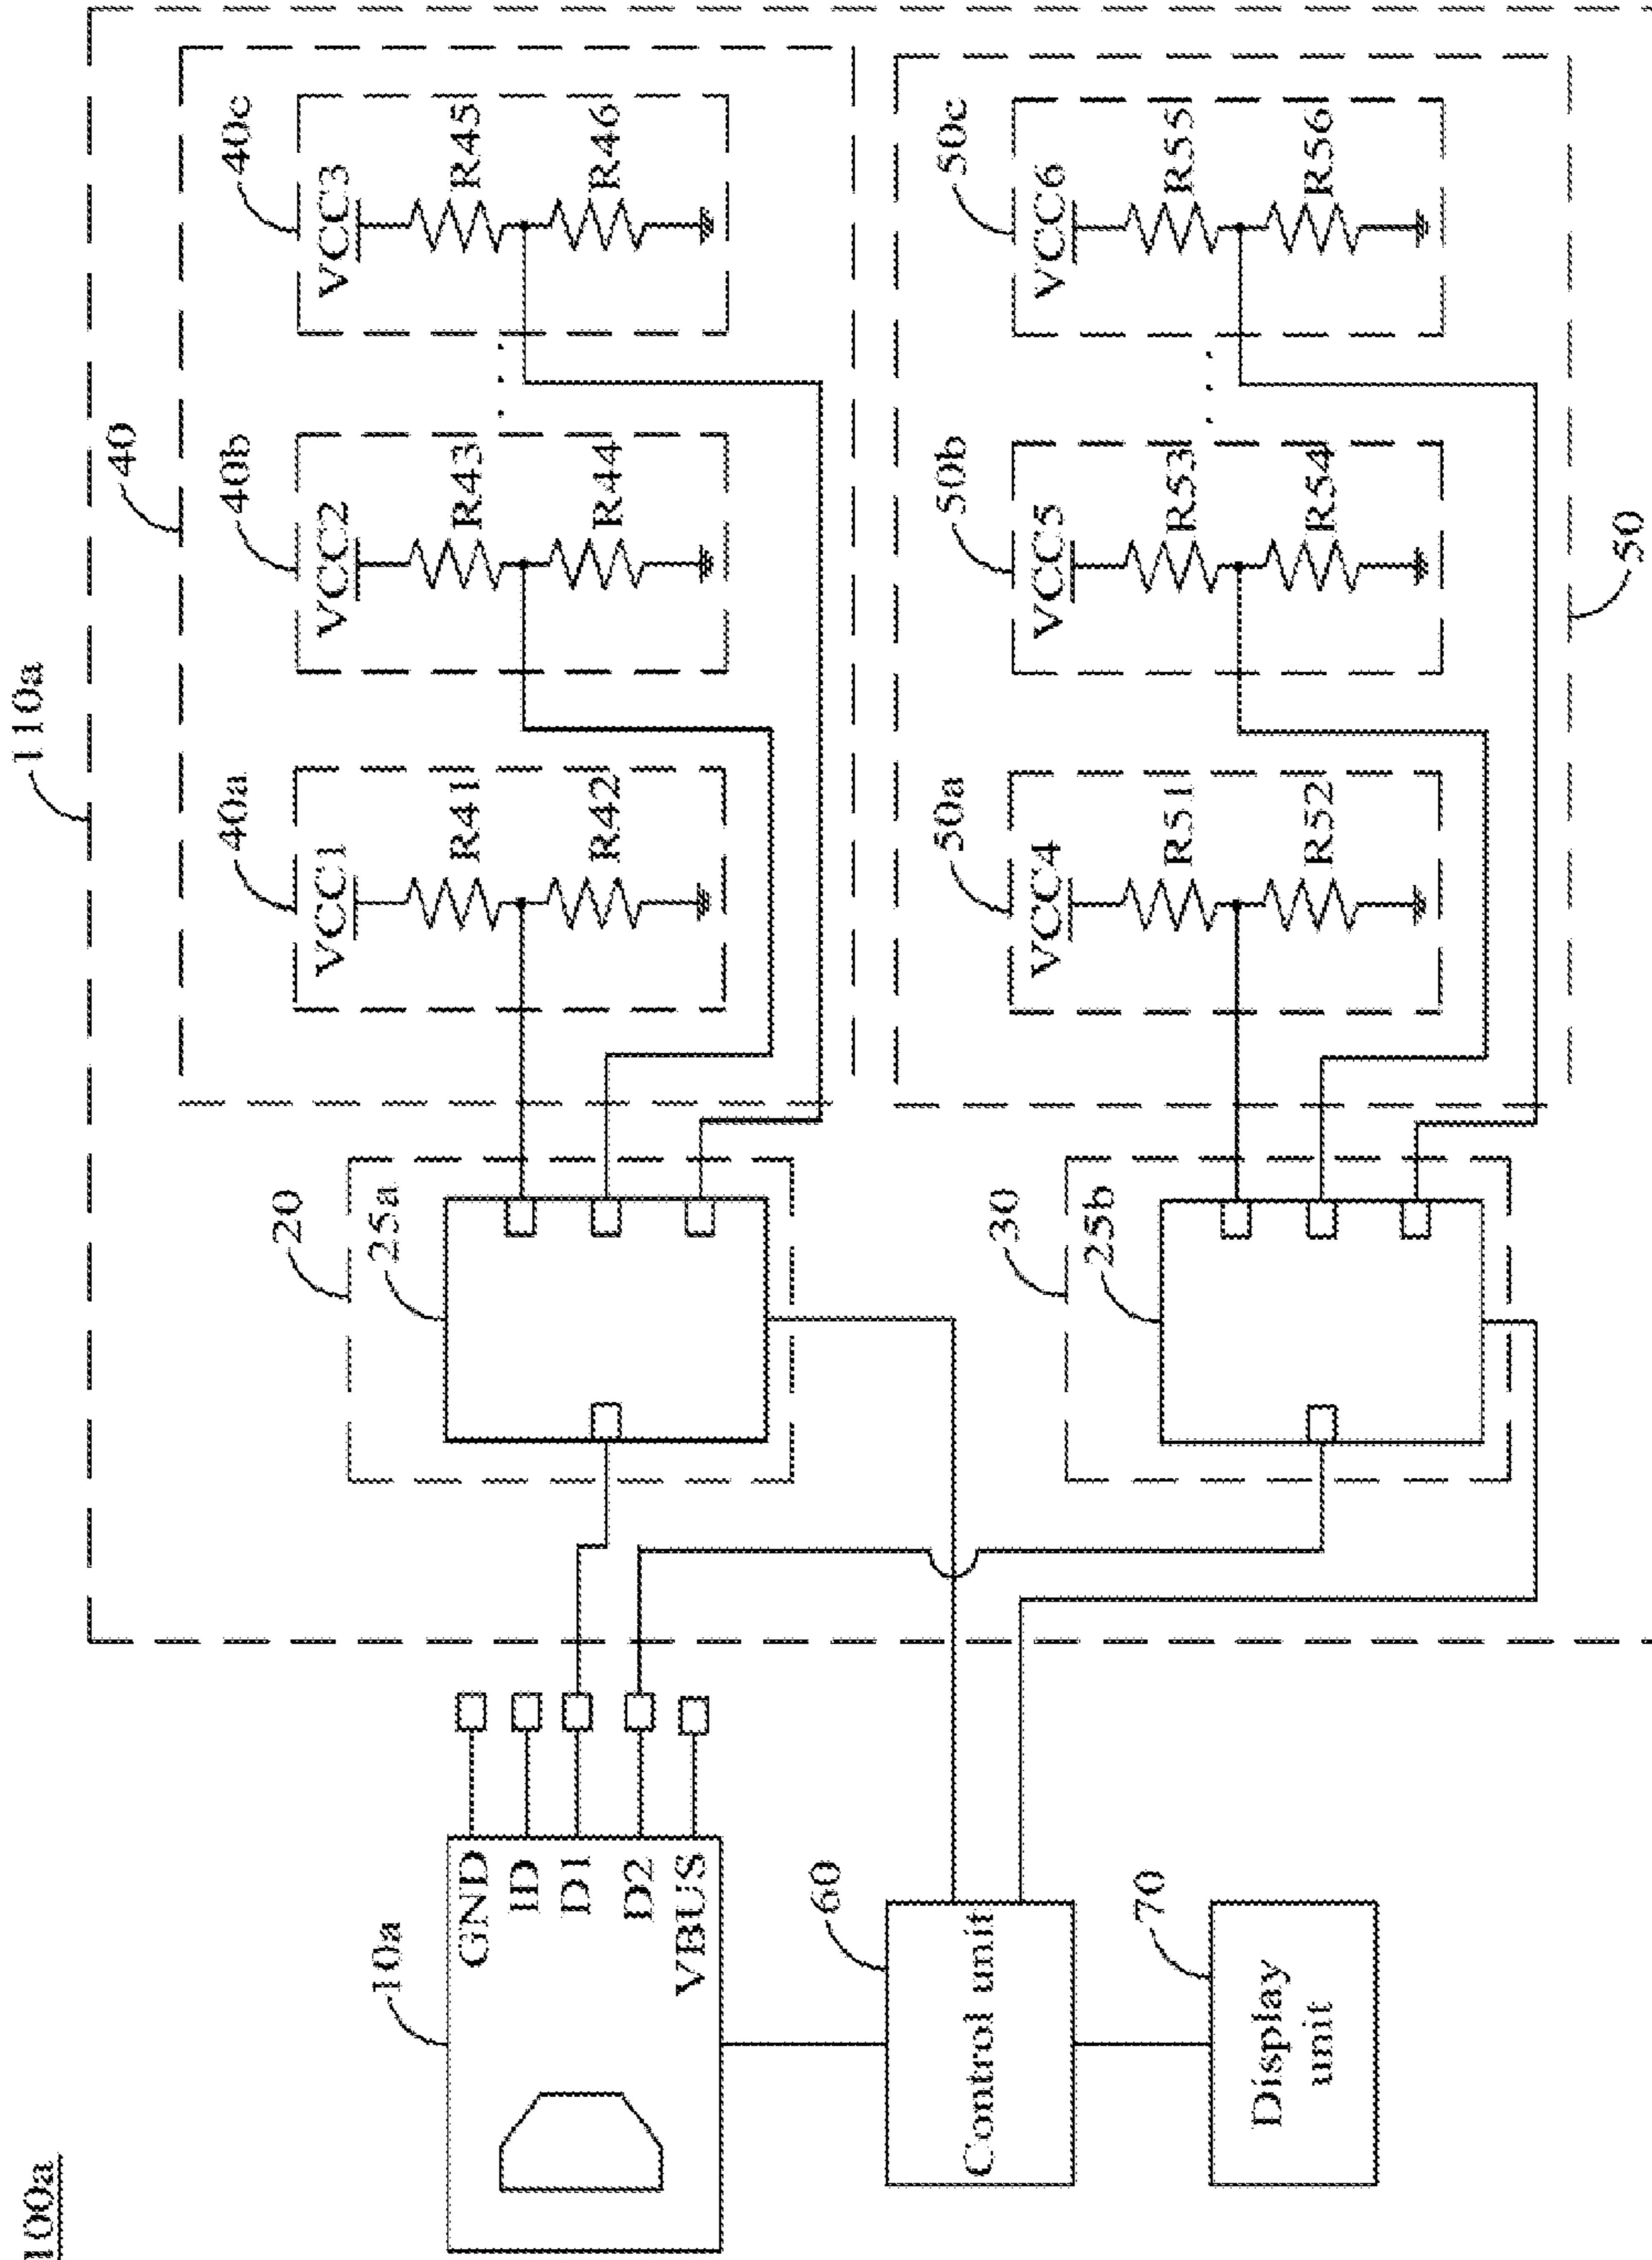 100a
110a
40
40a
VCC1
R41
R42
40b
VCC2
R43
R44
40c
VCC3
R45
R46
...
20
25a
10a
GND
ID
D1
D2
VBUS
60
Control unit
70
Display
unit
30
25b
50a
VCC4
R51
R52
50b
VCC5
R53
R54
50c
VCC6
R55
R56
...
50